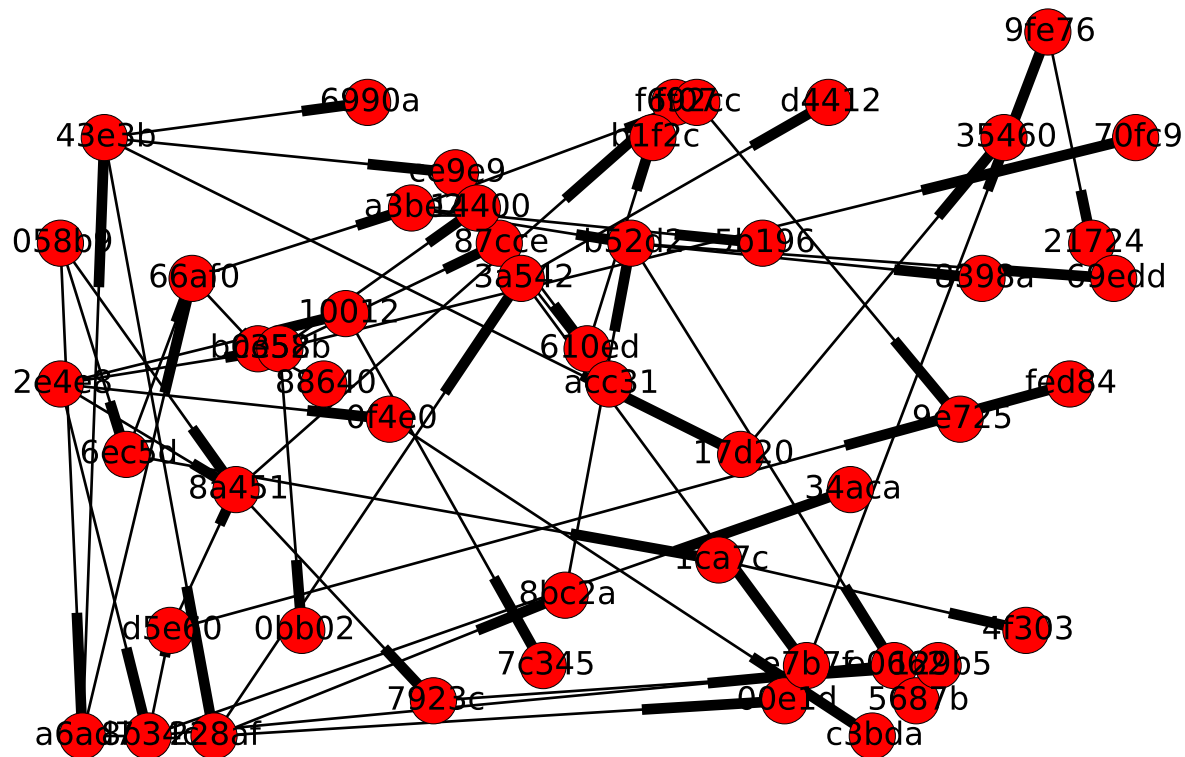 9fe76
6990a
d4412
43e3b
b1f2c
35460
70fc9
ce9e9
14400
058b9
87cce
b52d2
5b196
21724
66af0
3a542
8398a
69edd
10012
610ed
2e4e8
88640
acc31
fed84
0f4e0
9e725
6ec5d
17d20
8a451
34aca
1ca7c
8bc2a
d5e60
0bb02
4f303
7c345
7923c
00e1d
5687b
c3bda